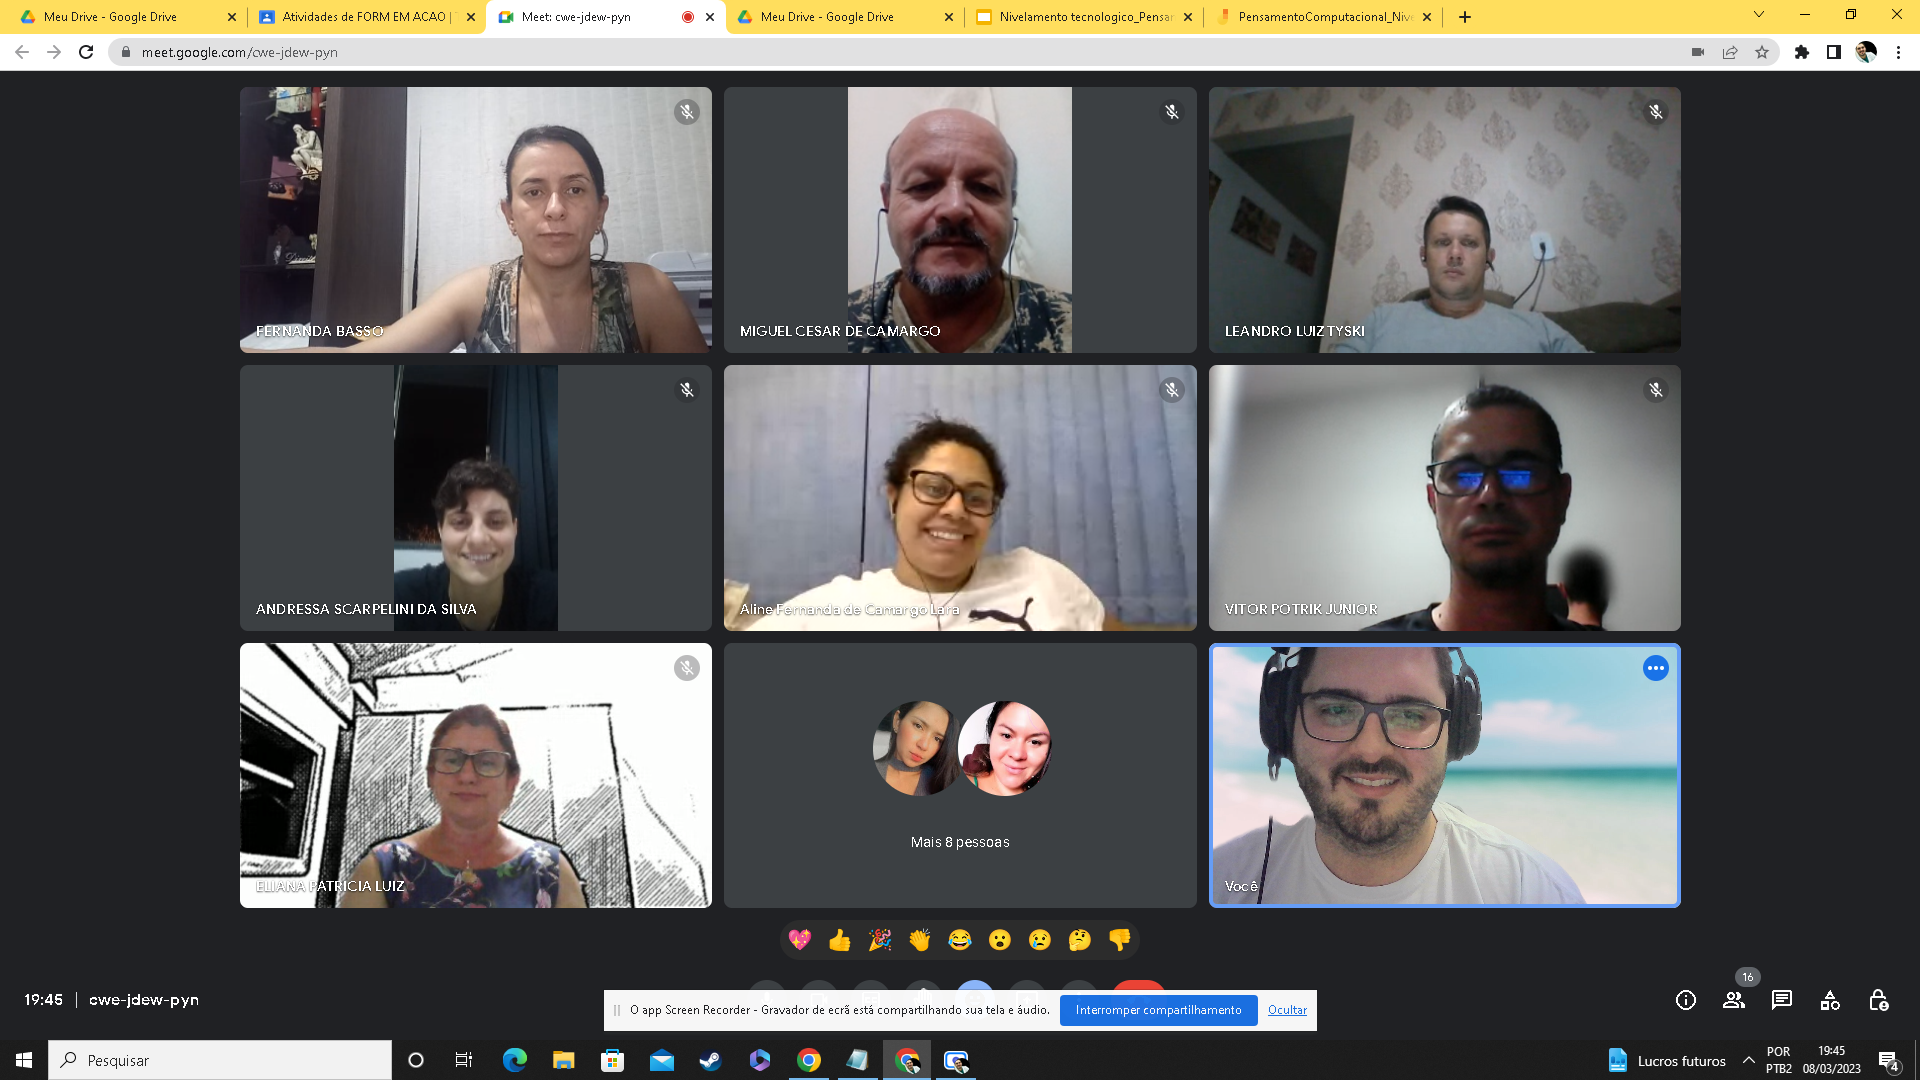 Meu Drive - Google Drive
Atividades de FORM EM ACAO |
Meet: cwe-jdew-pyn
Meu Drive - Google Drive
Nivelamento tecnologico_Pensar
PensamentoComputacional_Nive
meet.google.com/cwe-jdew-pyn
FERNANDA BASSO
MIGUEL CESAR DE CAMARGO
LEANDRO LUIZ TYSKI
ANDRESSA SCARPELINI DA SILVA
Aline Fernanda de Camargo Lara
VITOR POTRIK JUNIOR
ELIANA PATRICIA LUIZ
Mais 8 pessoas
Você
19:45 | cwe-jdew-pyn
16
O app Screen Recorder - Gravador de ecrã está compartilhando sua tela e áudio.
Interromper compartilhamento
Ocultar
Pesquisar
Lucros futuros
POR
PTB2
19:45
08/03/2023
4